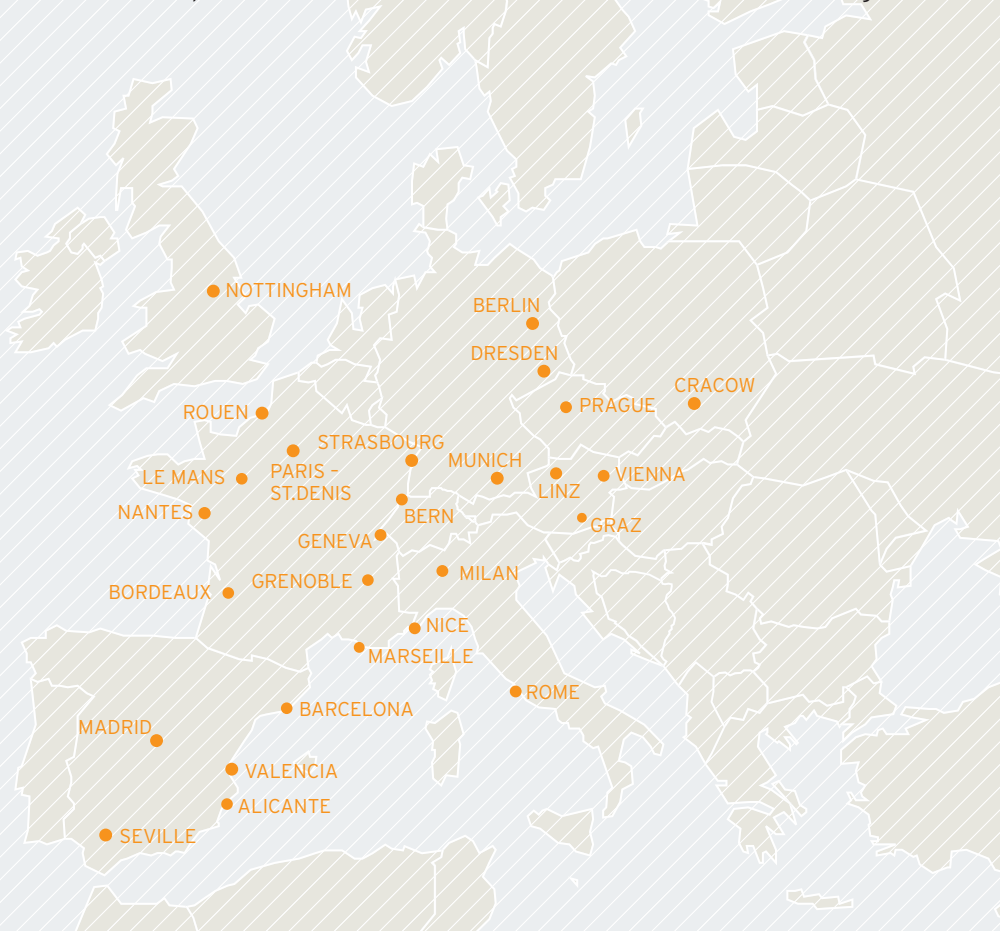 NOTTINGHAM
BERLIN
DRESDEN
CRACOW
PRAGUE
ROUEN
STRASBOURG
MUNICH
PARIS –
ST.DENIS
LE MANS
VIENNA
LINZ
NANTES
BERN
GRAZ
GENEVA
MILAN
GRENOBLE
BORDEAUX
NICE
MARSEILLE
ROME
BARCELONA
MADRID
VALENCIA
ALICANTE
SEVILLE